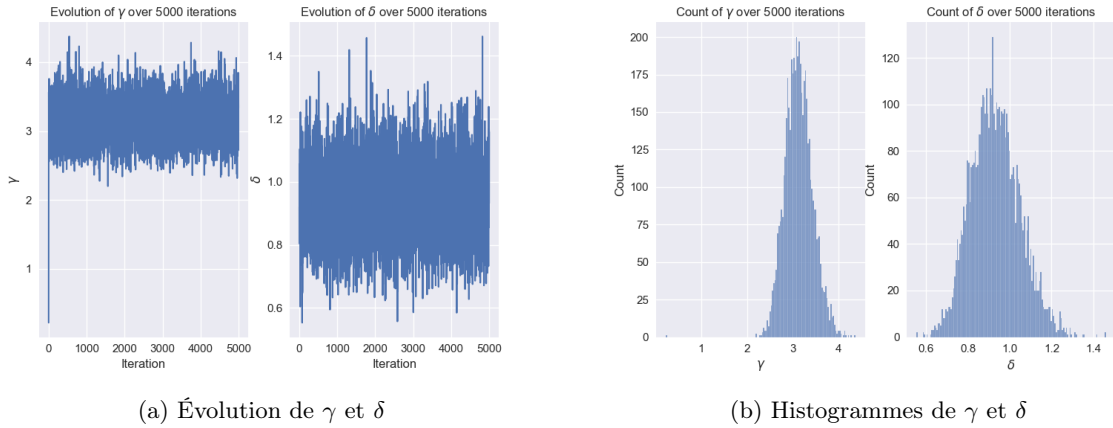 Evolution of γ over 5000 iterations
4
3
2
1
γ
0 1000 2000 3000 4000 5000
Iteration
Evolution of δ over 5000 iterations
1.4
1.2
1.0
0.8
0.6
δ
0 1000 2000 3000 4000 5000
Iteration
Count of γ over 5000 iterations
200
175
150
125
100
75
50
25
0
Count
1 2 3 4
γ
Count of δ over 5000 iterations
120
100
80
60
40
20
0
Count
0.6 0.8 1.0 1.2 1.4
δ
(a) Évolution de γ et δ
(b) Histogrammes de γ et δ